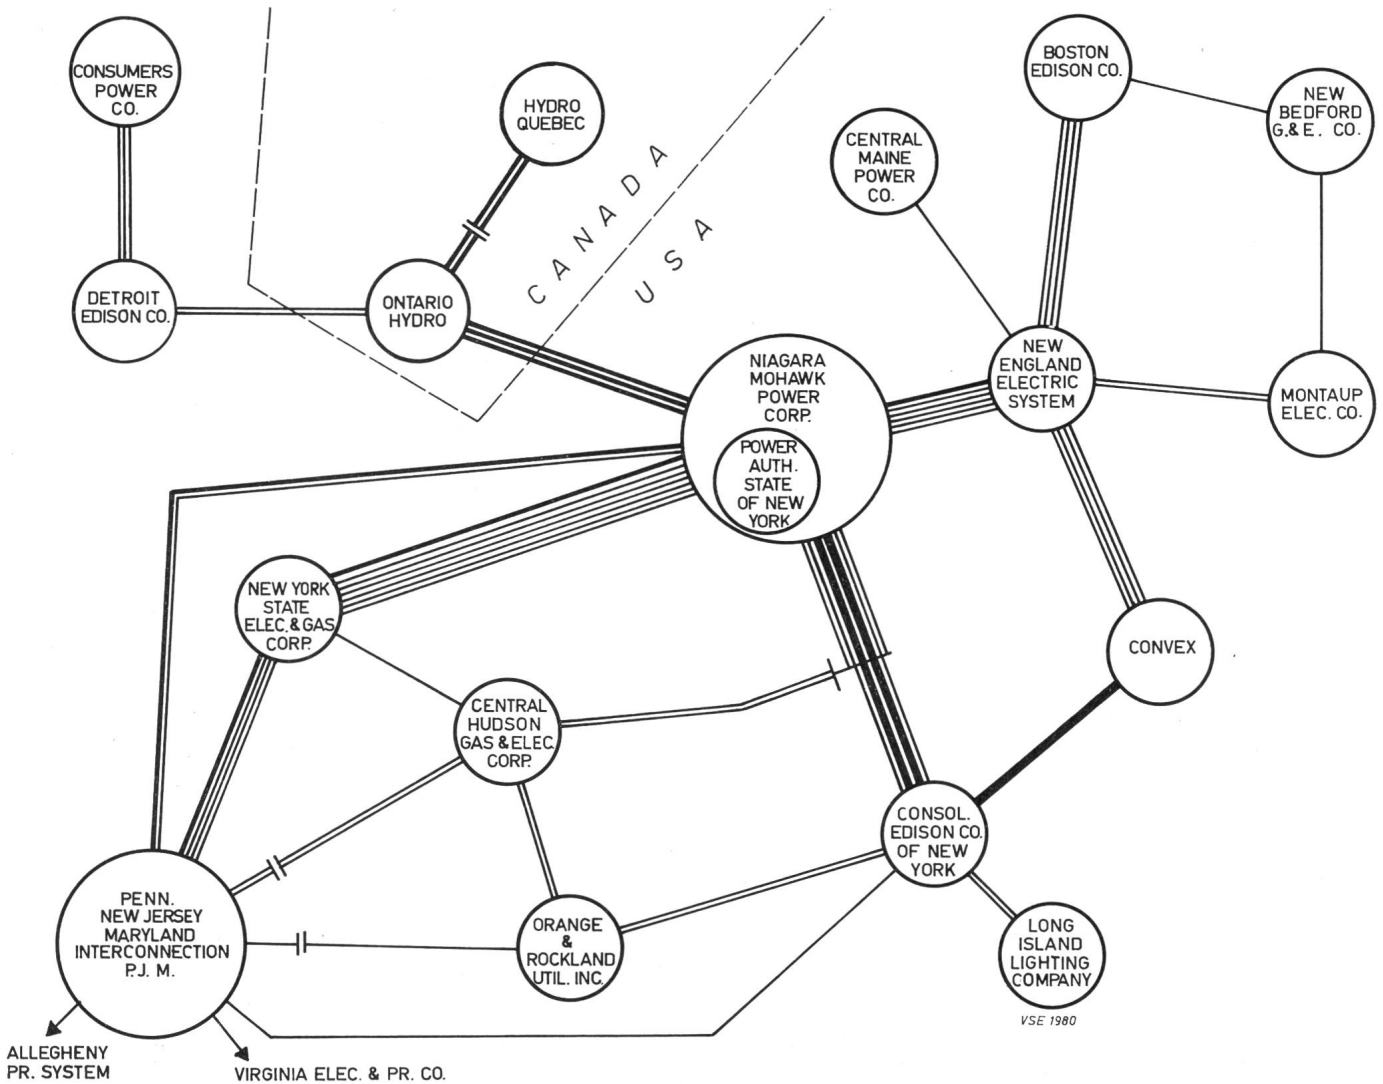 CONSUMERS
POWER
CO.
HYDRO
QUEBEC
CANADA
USA
BOSTON
EDISON CO.
NEW
BEDFORD
G.& E. CO.
CENTRAL
MAINE
POWER
CO.
DETROIT
EDISON CO.
ONTARIO
HYDRO
NIAGARA
MOHAWK
POWER
CORP.
POWER
AUTH.
STATE
OF NEW
YORK
NEW
ENGLAND
ELECTRIC
SYSTEM
MONTAUP
ELEC. CO.
NEW YORK
STATE
ELEC.& GAS
CORP.
CENTRAL
HUDSON
GAS & ELEC.
CORP.
CONVEX
CONSOL.
EDISON CO.
OF NEW
YORK
PENN.
NEW JERSEY
MARYLAND
INTERCONNECTION
P.J.M.
ORANGE
&
ROCKLAND
UTIL. INC.
LONG
ISLAND
LIGHTING
COMPANY
VSE 1980
ALLEGHENY
PR. SYSTEM
VIRGINIA ELEC. & PR. CO.